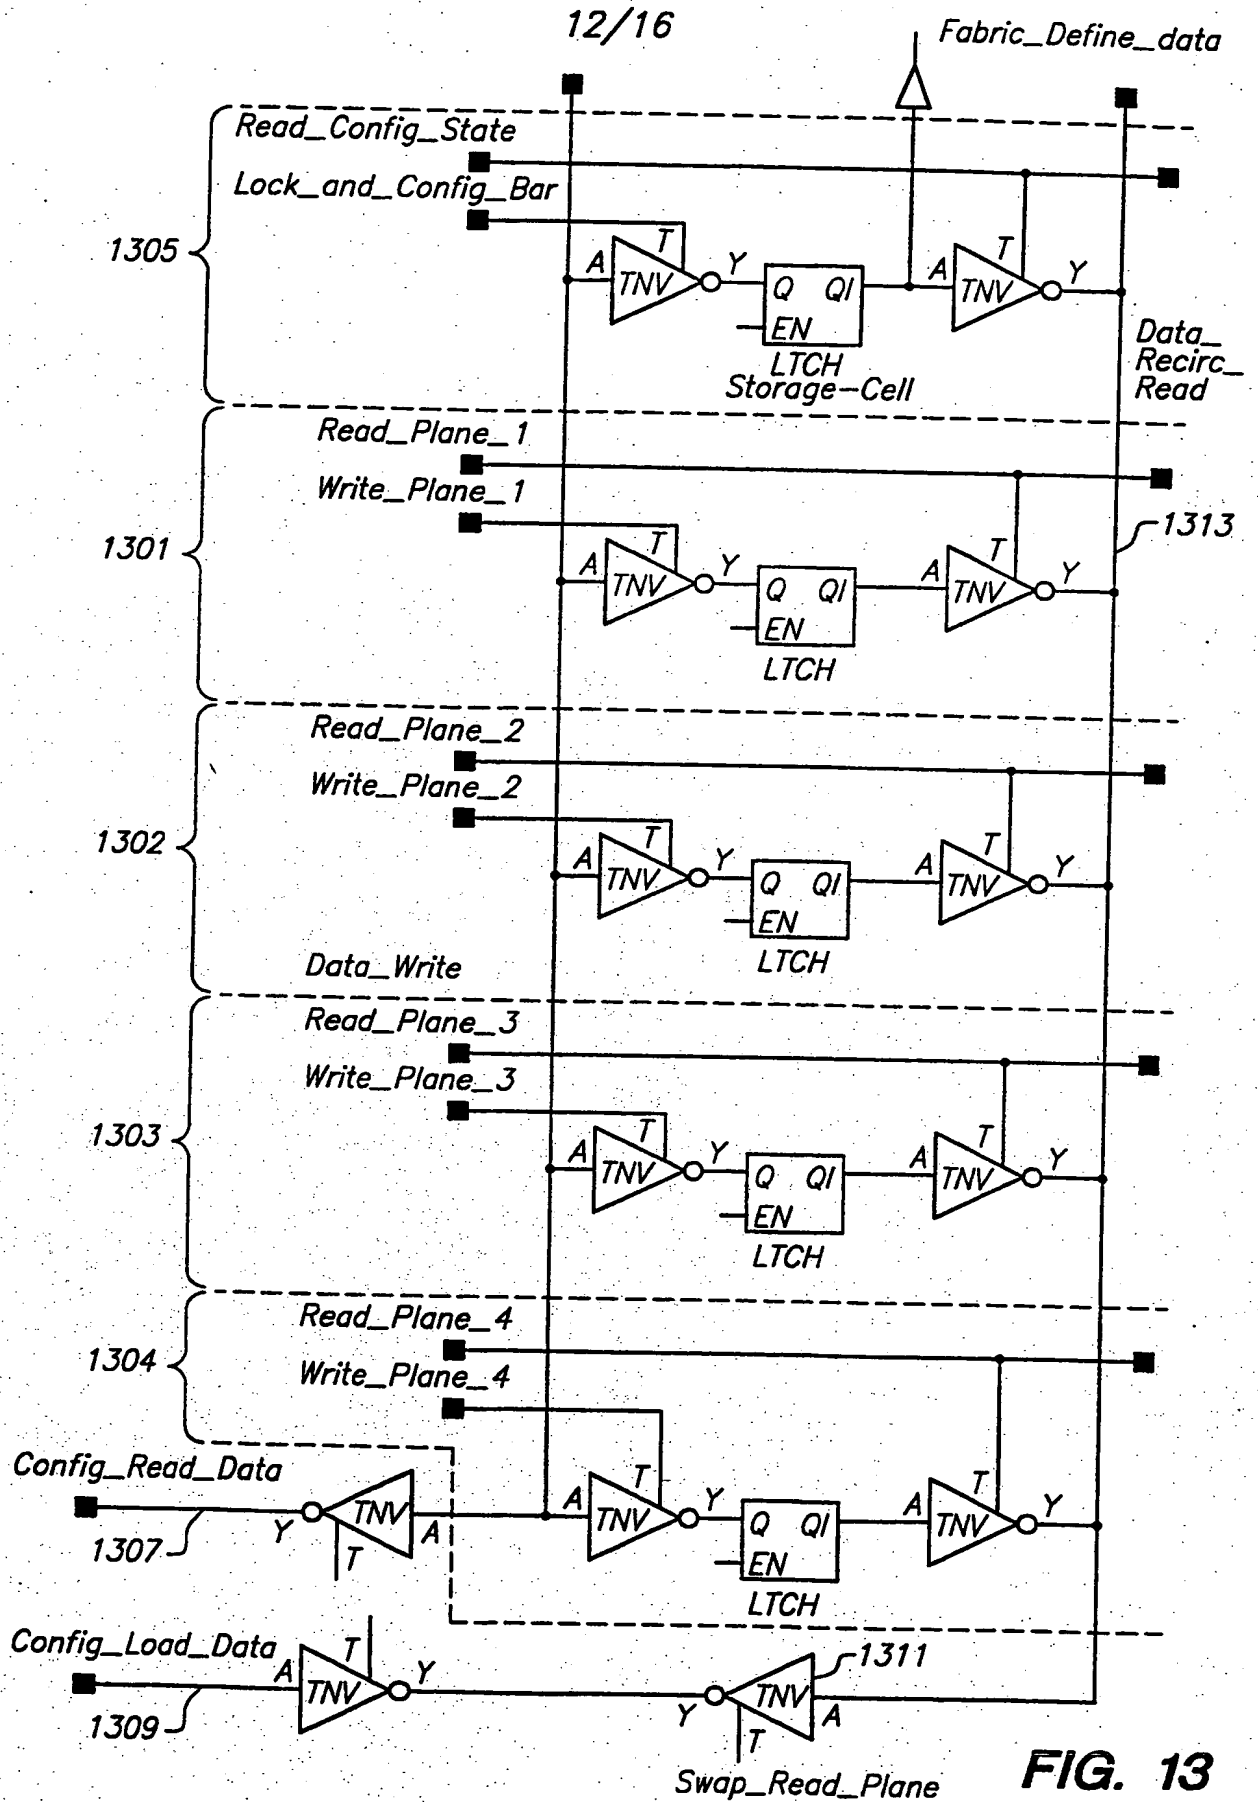 12/16
Fabric_Define_data
Read_Config_State
Lock_and_Config_Bar
1305
T
A TNV Y
Q QI
EN
LTCH
Storage-Cell
T
A TNV Y
Data_
Recirc_
Read
Read_Plane_1
Write_Plane_1
1301
1313
T
A TNV Y
Q QI
EN
LTCH
T
A TNV Y
Read_Plane_2
Write_Plane_2
1302
T
A TNV Y
Q QI
EN
LTCH
T
A TNV Y
Data_Write
Read_Plane_3
Write_Plane_3
1303
T
A TNV Y
Q QI
EN
LTCH
T
A TNV Y
Read_Plane_4
Write_Plane_4
1304
T
A TNV Y
Q QI
EN
LTCH
T
A TNV Y
Config_Read_Data
Y TNV A
T
1307
Config_Load_Data
T
A TNV Y
1309
1311
Y TNV A
T
Swap_Read_Plane
FIG. 13